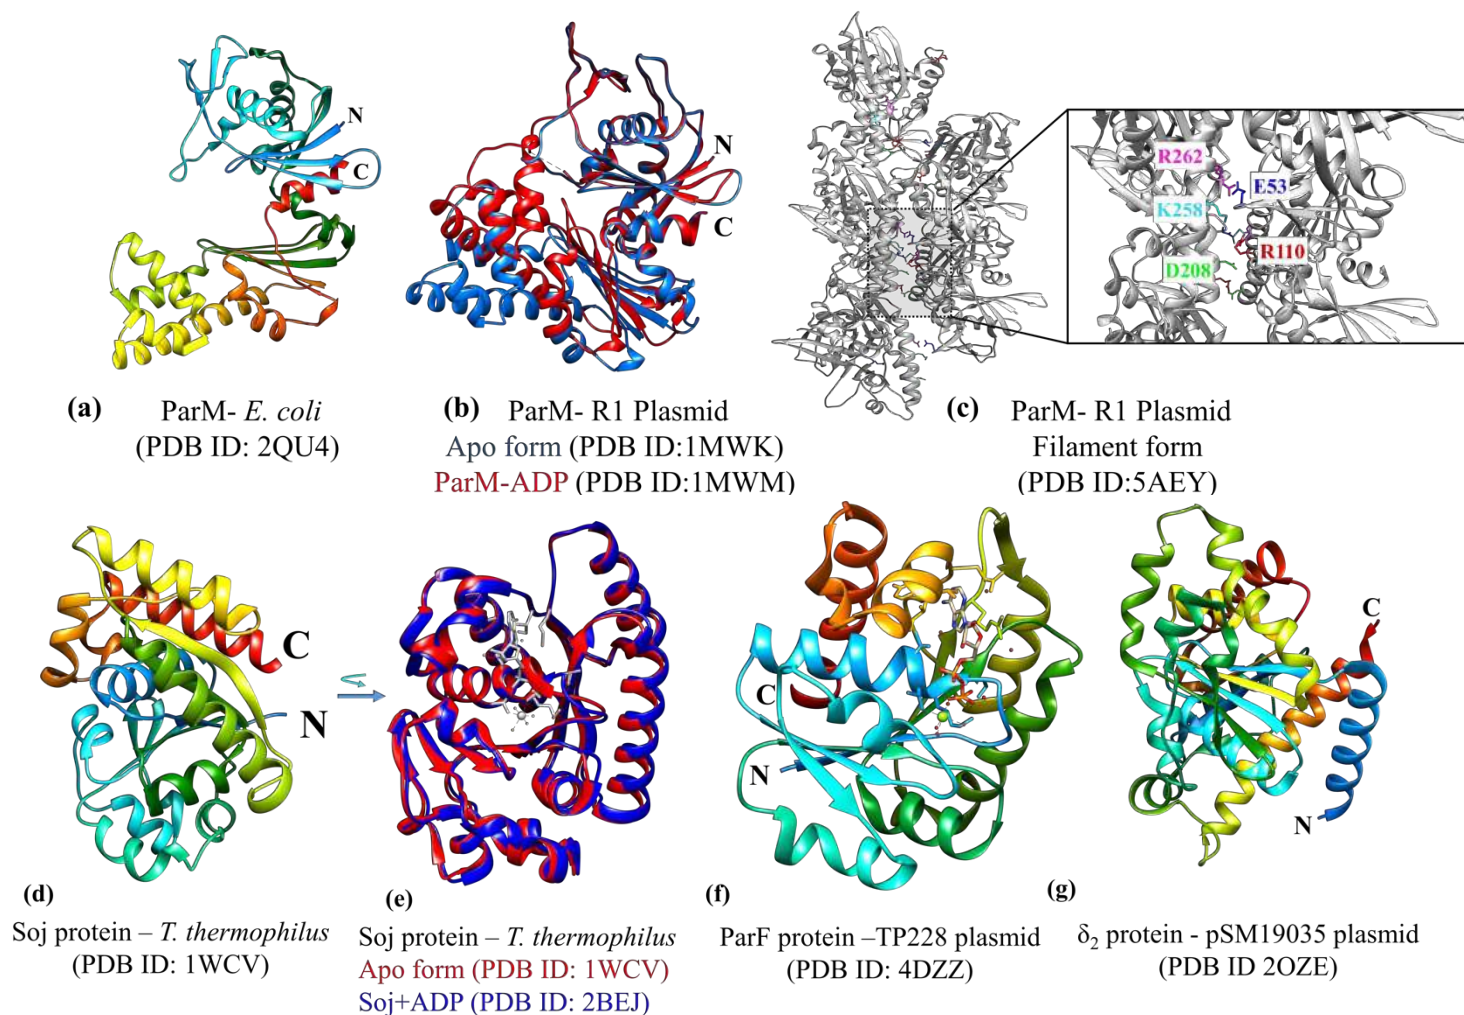 N
C
(a) ParM- E. coli
(PDB ID: 2QU4)
N
C
(b) ParM- R1 Plasmid
Apo form (PDB ID:1MWK)
ParM-ADP (PDB ID:1MWM)
R262
E53
K258
R110
D208
(c) ParM- R1 Plasmid
Filament form
(PDB ID:5AEY)
C
N
(d)
Soj protein – T. thermophilus
(PDB ID: 1WCV)
(e)
Soj protein – T. thermophilus
Apo form (PDB ID: 1WCV)
Soj+ADP (PDB ID: 2BEJ)
C
N
(f)
ParF protein –TP228 plasmid
(PDB ID: 4DZZ)
C
N
(g)
δ₂ protein - pSM19035 plasmid
(PDB ID 2OZE)